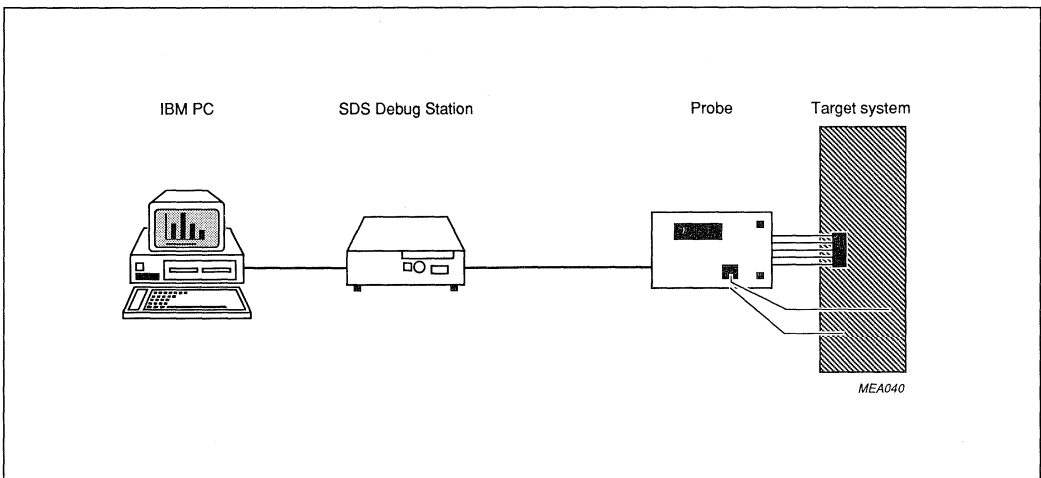 IBM PC
SDS Debug Station
Probe
Target system
MEA040